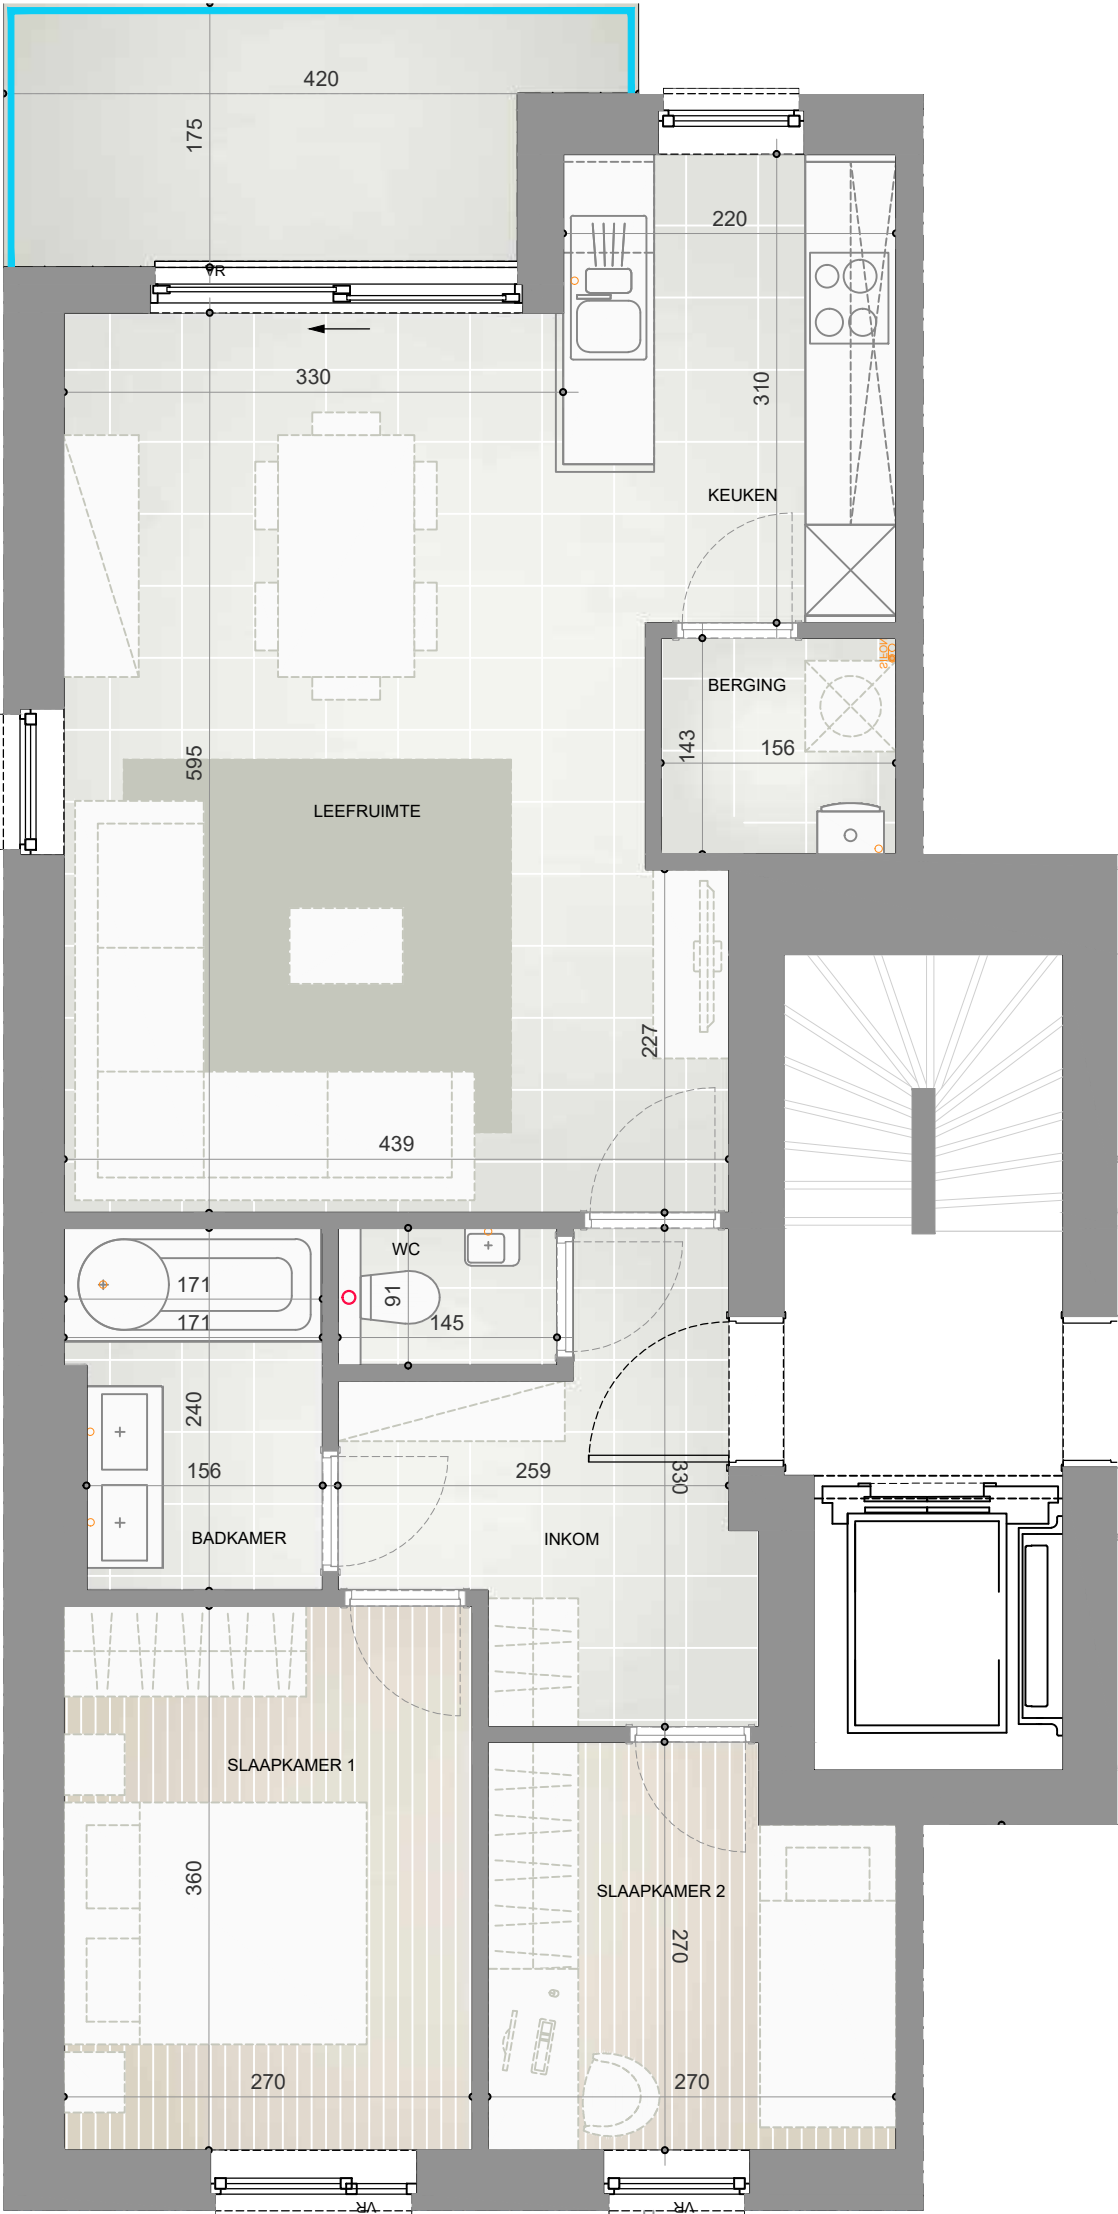 420
175
VR
220
330
310
KEUKEN
BERGING
SIFON
143
156
595
LEEFRUIMTE
227
439
WC
171
91
171
145
240
156
259
330
BADKAMER
INKOM
SLAAPKAMER 1
360
SLAAPKAMER 2
270
270
270
VR
VR